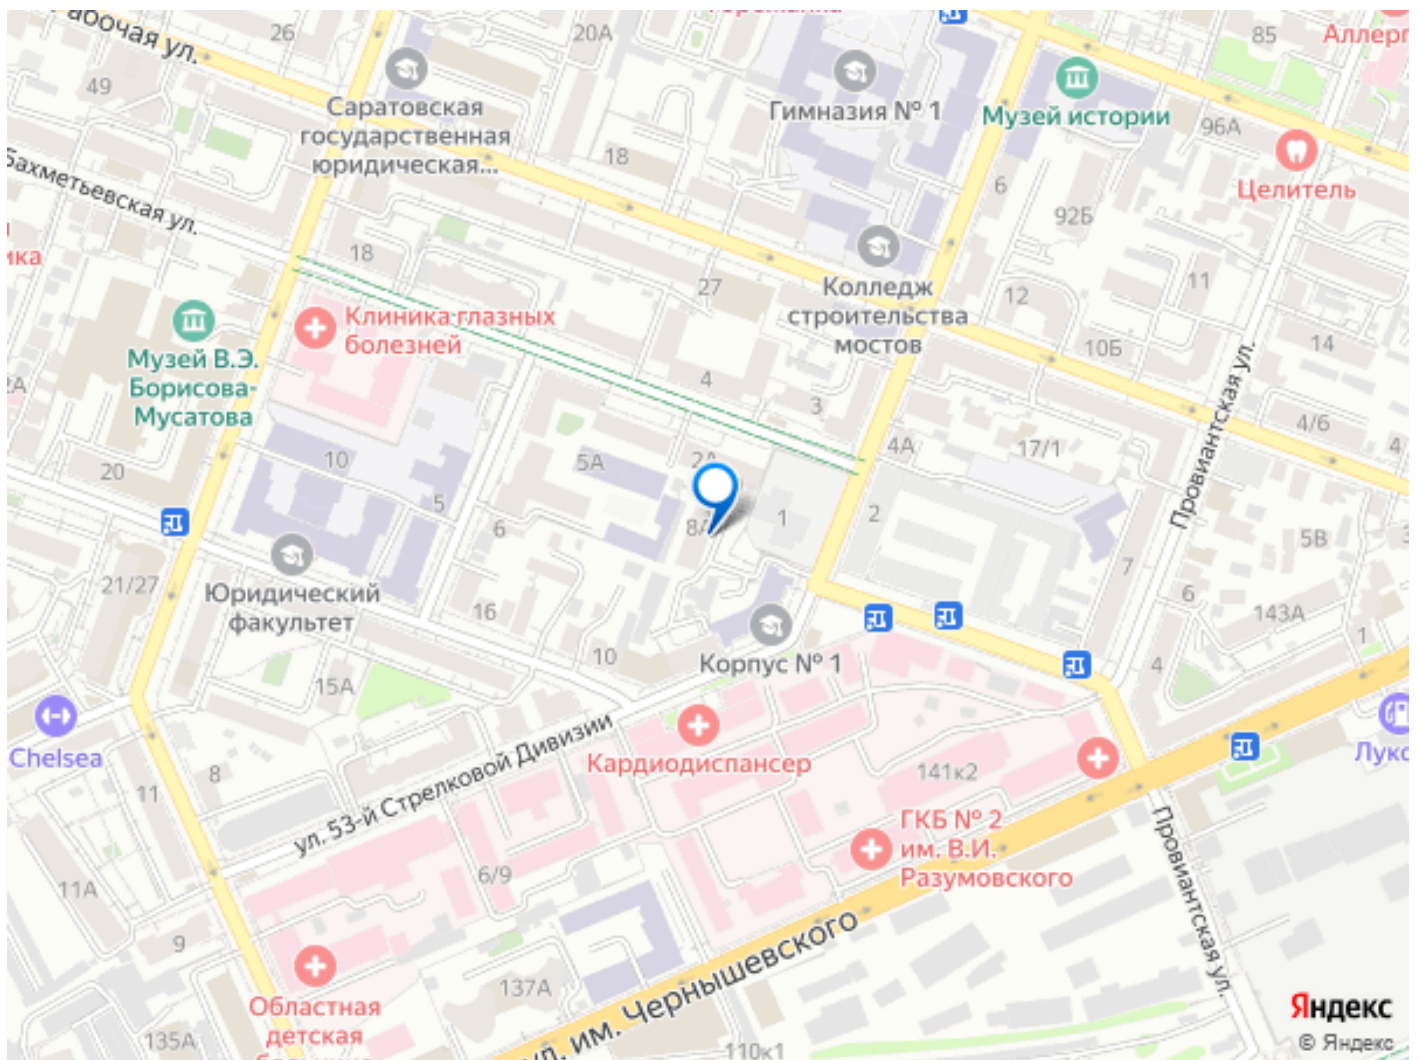 Рабочая ул.
26
20А
85
Аллерг
49
Саратовская
государственная
юридическая...
Гимназия № 1
Музей истории
96А
18
Целитель
Бахметьевская ул.
6
92Б
ика
18
27
Колледж
строительства
мостов
11
12
Клиника глазных
болезней
Музей В.Э.
Борисова-
Мусатова
2А
10Б
14
4
3
Провиантская ул.
4/6
4
4А
17/1
20
10
5А
2А
5
6
8А
1
2
5В
7
21/27
Юридический
факультет
16
6
143А
1
10
Корпус № 1
4
15А
Chelsea
ул. 53-й Стрелковой Дивизии
Кардиодиспансер
141к2
Луко
8
11
ГКБ № 2
им. В.И.
Разумовского
Провиантская ул.
11А
6/9
9
137А
ул. им. Чернышевского
Областная
детская
135А
110к1
Яндекс
© Яндекс